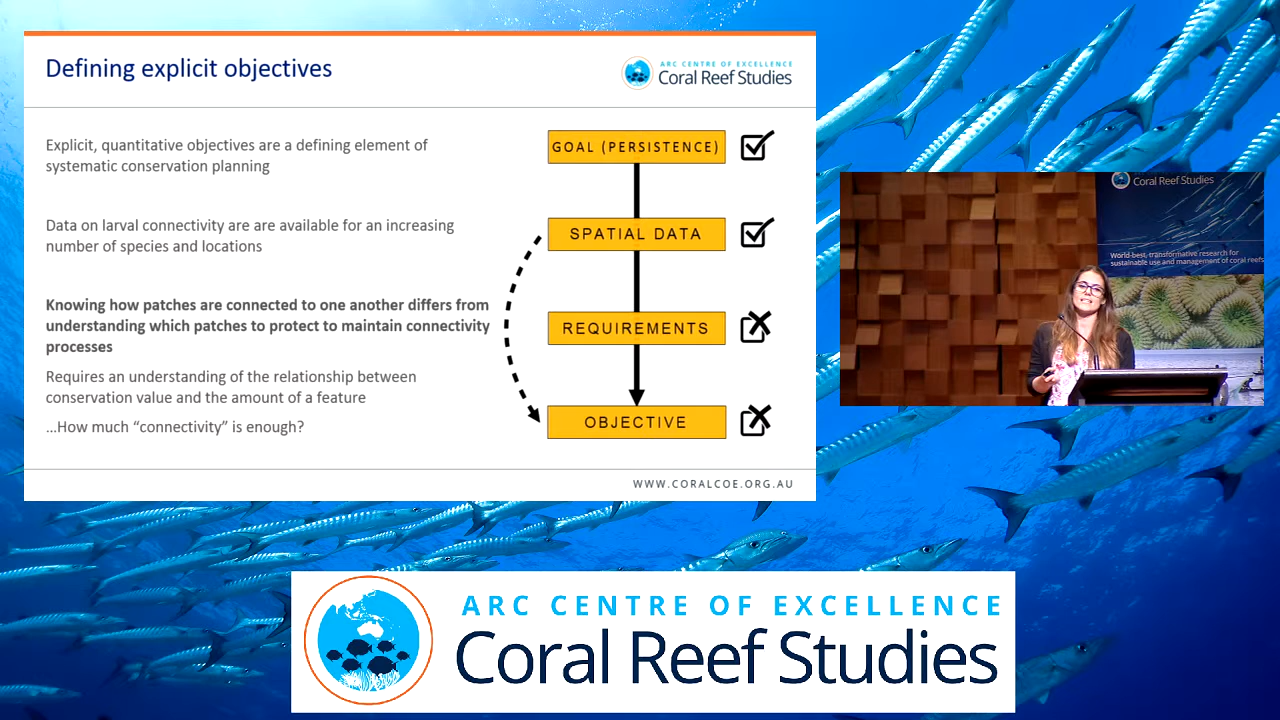 Defining explicit objectives
ARC CENTRE OF EXCELLENCE
Coral Reef Studies
Explicit, quantitative objectives are a defining element of
systematic conservation planning
GOAL (PERSISTENCE)
Data on larval connectivity are are available for an increasing
number of species and locations
SPATIAL DATA
Knowing how patches are connected to one another differs from
understanding which patches to protect to maintain connectivity
processes
REQUIREMENTS
Requires an understanding of the relationship between
conservation value and the amount of a feature
...How much “connectivity” is enough?
OBJECTIVE
WWW.CORALCOE.ORG.AU
Coral Reef Studies
World-best, transformative research for
sustainable use and management of coral reefs
ARC CENTRE OF EXCELLENCE
Coral Reef Studies